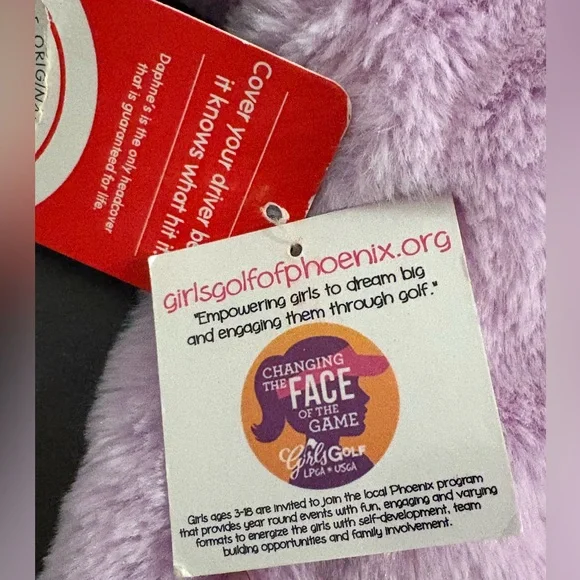 E ORIGINA
Daphne's is the only headcover
that is guaranteed for life.
Cover your driver
it knows what hit
girlsgolfofphoenix.org
"Empowering girls to dream big
and engaging them through golf."
CHANGING
THE FACE
OF THE
GAME
GirlsGolf
LPGA * USGA
Girls ages 3-18 are invited to join the local Phoenix program
that provides year round events with fun, engaging and varying
formats to energize the girls with self-development, team
building opportunities and family involvement.